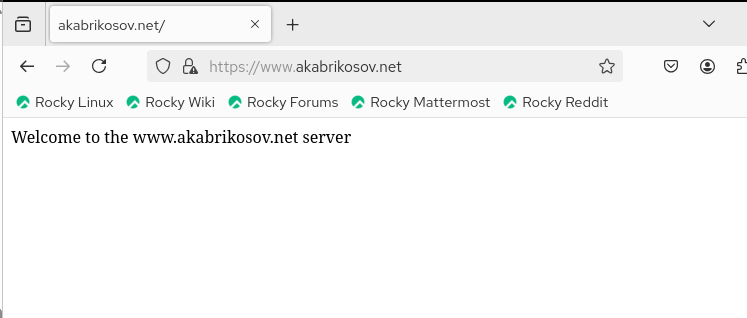 akabrikosov.net/
https://www.akabrikosov.net
Rocky Linux Rocky Wiki Rocky Forums Rocky Mattermost Rocky Reddit
Welcome to the www.akabrikosov.net server